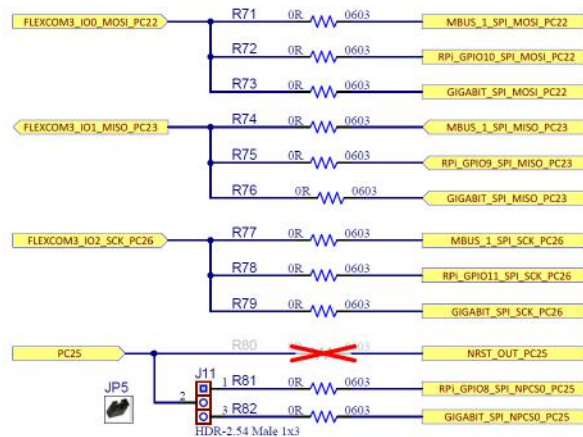 FLEXCOM3_IO0_MOSI_PC22 R71 0R 0603 MBUS_1_SPI_MOSI_PC22
R72 0R 0603 RPi_GPIO10_SPI_MOSI_PC22
R73 0R 0603 GIGABIT_SPI_MOSI_PC22
FLEXCOM3_IO1_MISO_PC23 R74 0R 0603 MBUS_1_SPI_MISO_PC23
R75 0R 0603 RPi_GPIO9_SPI_MISO_PC23
R76 0R 0603 GIGABIT_SPI_MISO_PC23
FLEXCOM3_IO2_SCK_PC26 R77 0R 0603 MBUS_1_SPI_SCK_PC26
R78 0R 0603 RPi_GPIO11_SPI_SCK_PC26
R79 0R 0603 GIGABIT_SPI_SCK_PC26
PC25 R80 0R 0603 NRST_OUT_PC25
J11
1 R81 0R 0603 RPi_GPIO8_SPI_NPCS0_PC25
JP5 2
3 R82 0R 0603 GIGABIT_SPI_NPCS0_PC25
HDR-2.54 Male 1x3